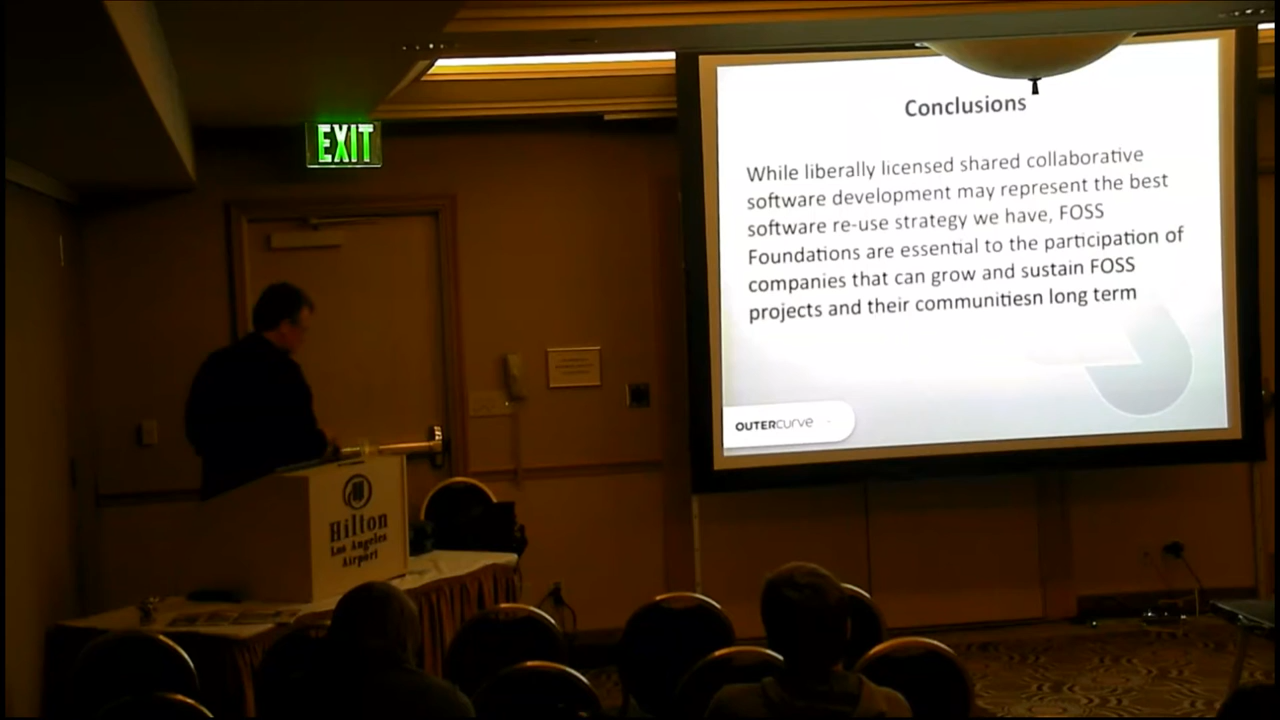 EXIT
Conclusions
While liberally licensed shared collaborative
software development may represent the best
software re-use strategy we have, FOSS
Foundations are essential to the participation of
companies that can grow and sustain FOSS
projects and their communitiesn long term
OUTERCURVE
Hilton
Los Angeles
Airport